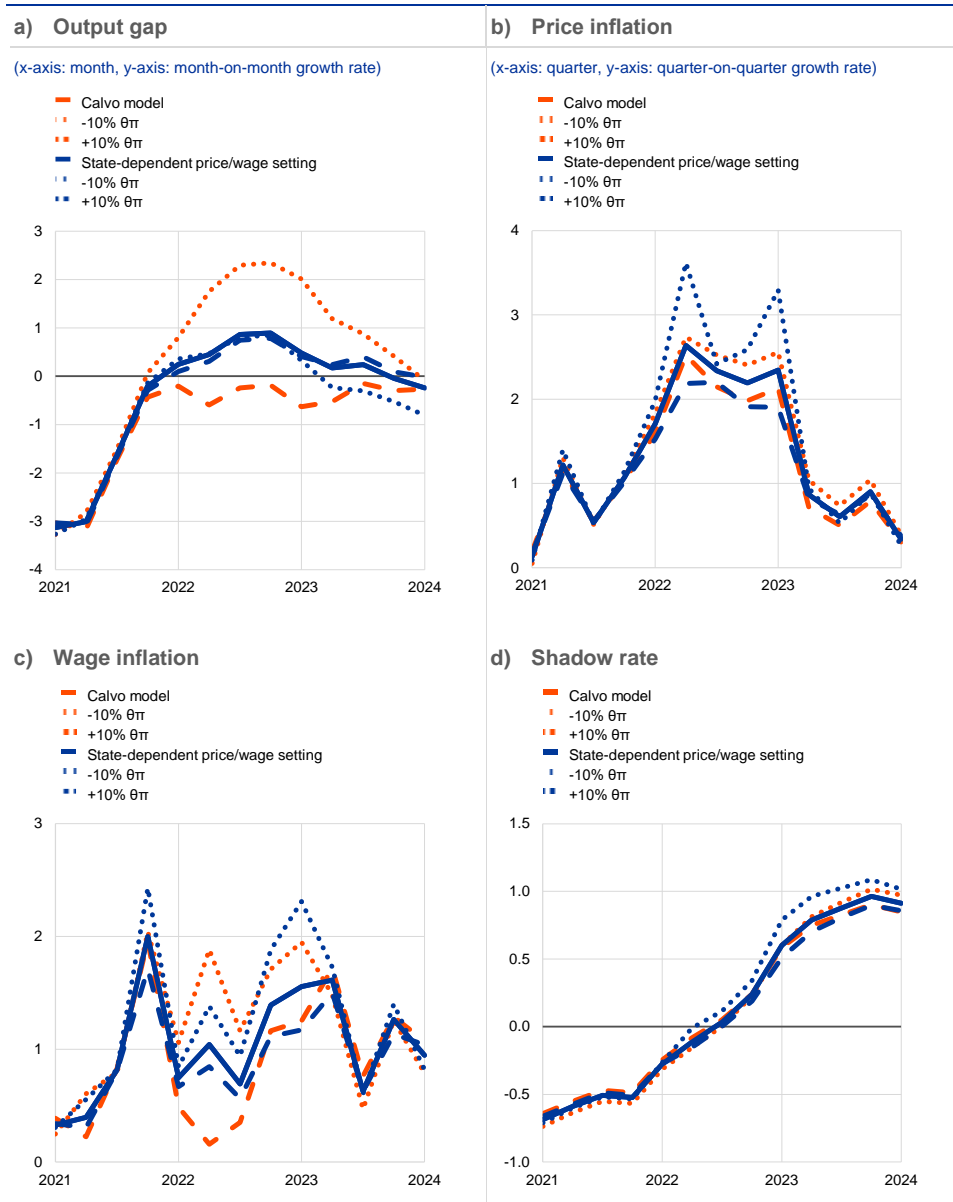 a) Output gap
(x-axis: month, y-axis: month-on-month growth rate)
Calvo model
-10% θπ
+10% θπ
State-dependent price/wage setting
-10% θπ
+10% θπ
3
2
1
0
-1
-2
-3
-4
2021 2022 2023 2024
b) Price inflation
(x-axis: quarter, y-axis: quarter-on-quarter growth rate)
Calvo model
-10% θπ
+10% θπ
State-dependent price/wage setting
-10% θπ
+10% θπ
4
3
2
1
0
2021 2022 2023 2024
c) Wage inflation
Calvo model
-10% θπ
+10% θπ
State-dependent price/wage setting
-10% θπ
+10% θπ
3
2
1
0
2021 2022 2023 2024
d) Shadow rate
Calvo model
-10% θπ
+10% θπ
State-dependent price/wage setting
-10% θπ
+10% θπ
1.5
1.0
0.5
0.0
-0.5
-1.0
2021 2022 2023 2024